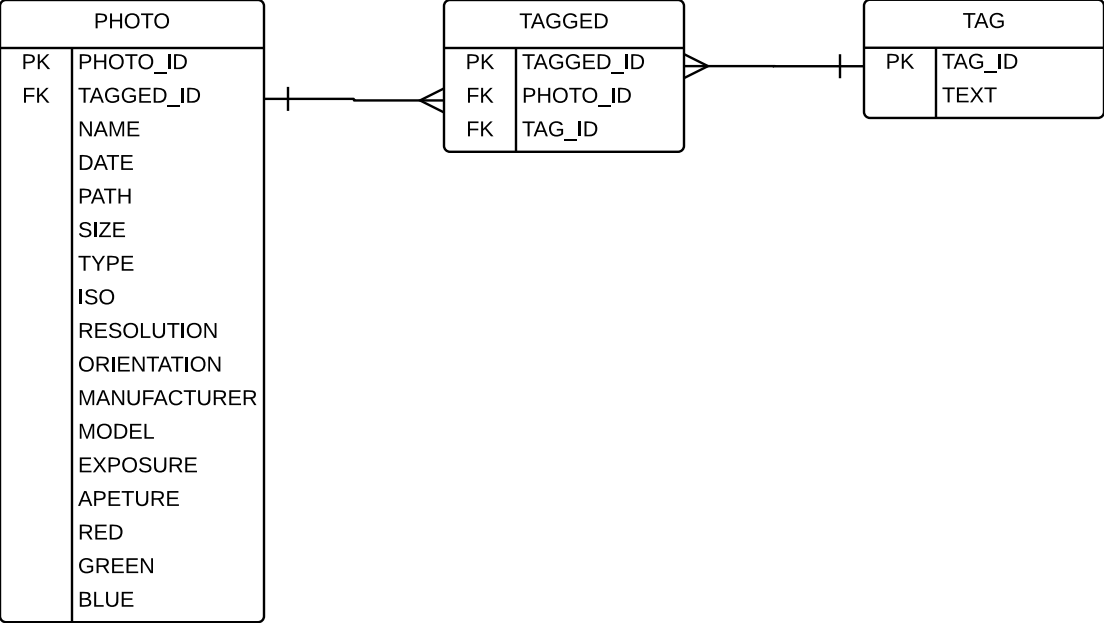 PHOTO
PK PHOTO_ID
FK TAGGED_ID
NAME
DATE
PATH
SIZE
TYPE
ISO
RESOLUTION
ORIENTATION
MANUFACTURER
MODEL
EXPOSURE
APETURE
RED
GREEN
BLUE
TAGGED
PK TAGGED_ID
FK PHOTO_ID
FK TAG_ID
TAG
PK TAG_ID
TEXT